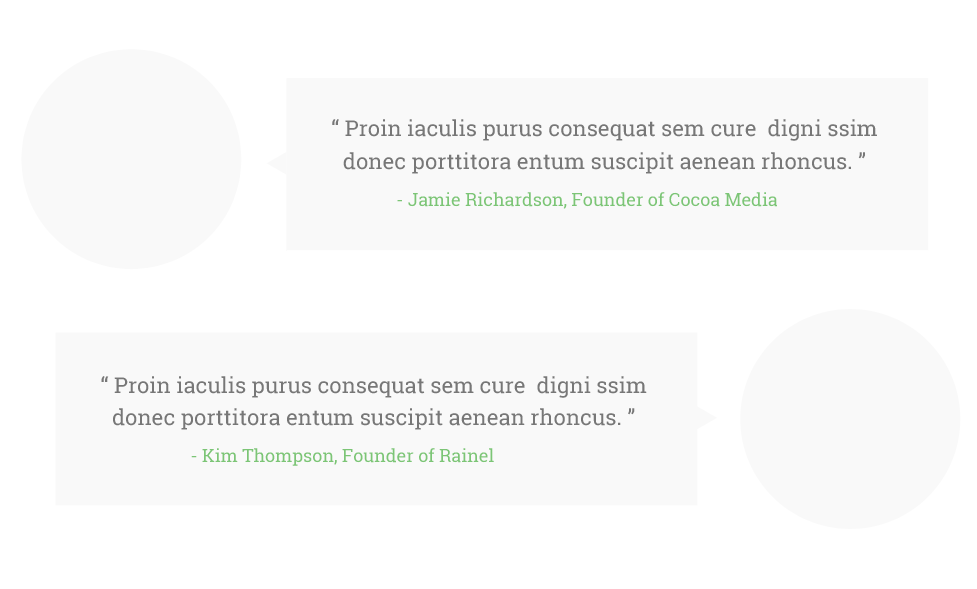 “ Proin iaculis purus consequat sem cure  digni ssim
donec porttitora entum suscipit aenean rhoncus. ”
- Jamie Richardson, Founder of Cocoa Media
“ Proin iaculis purus consequat sem cure  digni ssim
donec porttitora entum suscipit aenean rhoncus. ”
- Kim Thompson, Founder of Rainel